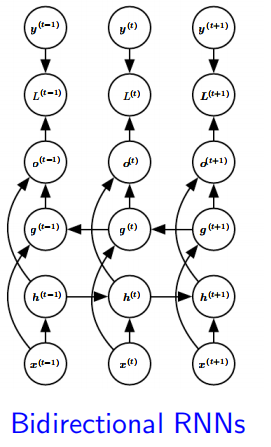 y^(t−1) y^(t) y^(t+1)
L^(t−1) L^(t) L^(t+1)
o^(t−1) o^(t) o^(t+1)
g^(t−1) g^(t) g^(t+1)
h^(t−1) h^(t) h^(t+1)
x^(t−1) x^(t) x^(t+1)
Bidirectional RNNs